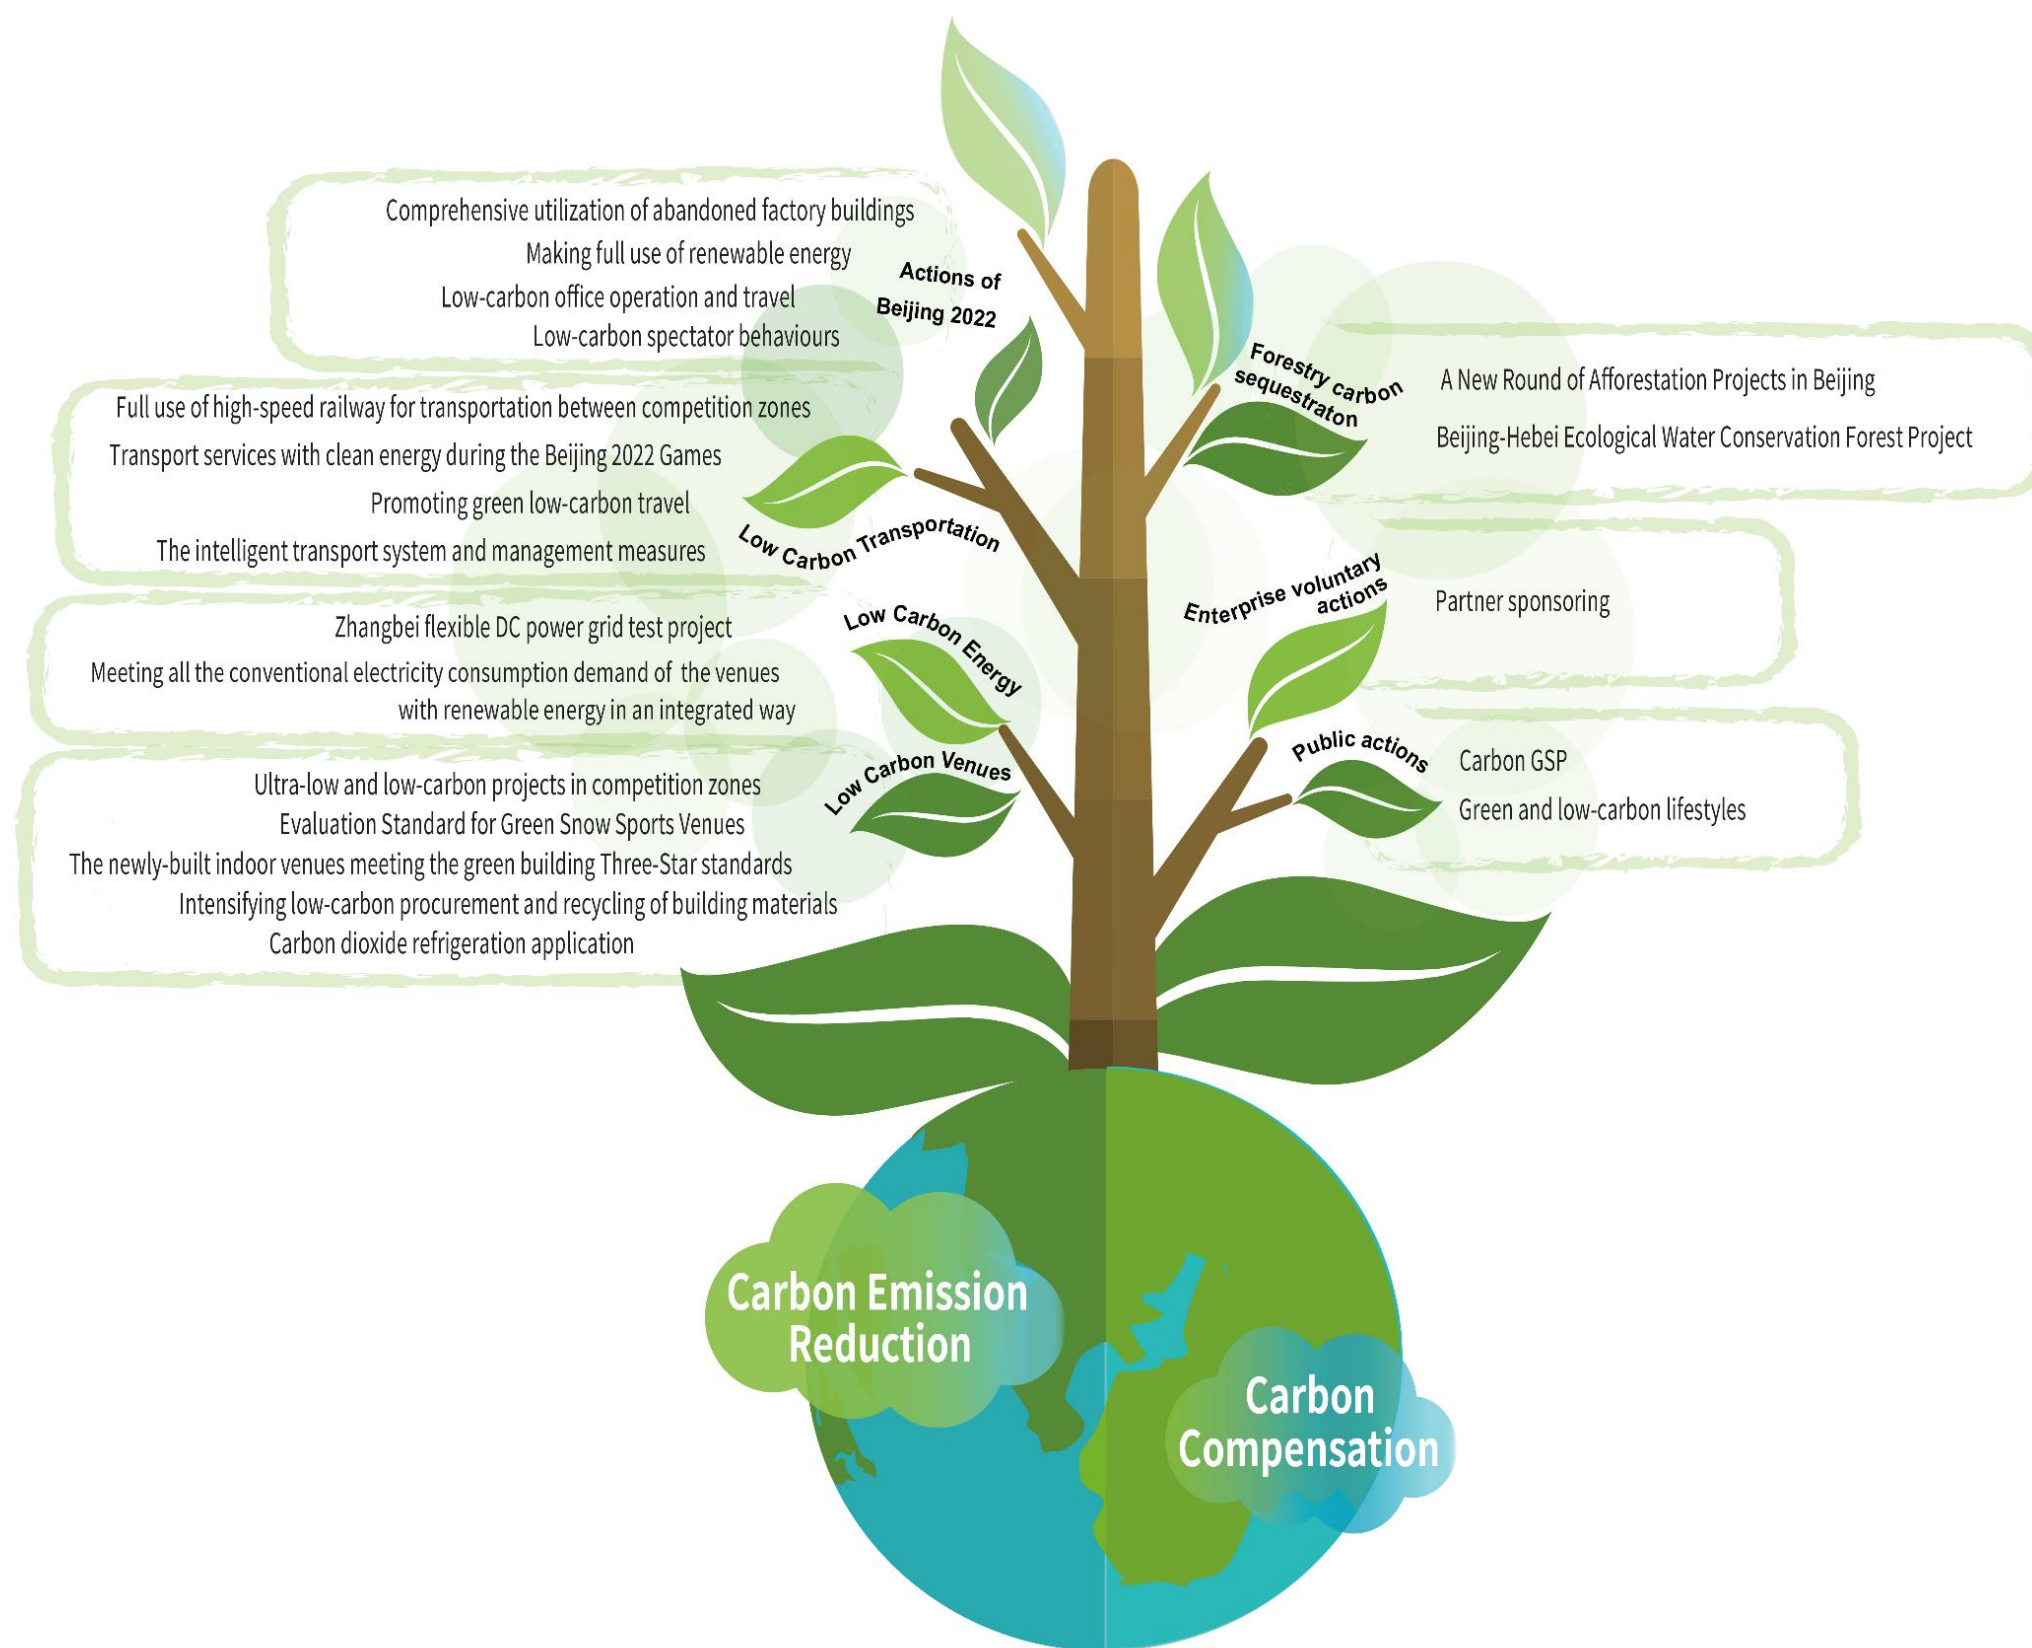 Comprehensive utilization of abandoned factory buildings
Making full use of renewable energy
Low-carbon office operation and travel
Low-carbon spectator behaviours
Actions of
Beijing 2022
Full use of high-speed railway for transportation between competition zones
Transport services with clean energy during the Beijing 2022 Games
Promoting green low-carbon travel
The intelligent transport system and management measures
Low Carbon Transportation
Zhangbei flexible DC power grid test project
Meeting all the conventional electricity consumption demand of the venues
with renewable energy in an integrated way
Low Carbon Energy
Ultra-low and low-carbon projects in competition zones
Evaluation Standard for Green Snow Sports Venues
The newly-built indoor venues meeting the green building Three-Star standards
Intensifying low-carbon procurement and recycling of building materials
Carbon dioxide refrigeration application
Low Carbon Venues
Forestry carbon
sequestraton
A New Round of Afforestation Projects in Beijing
Beijing-Hebei Ecological Water Conservation Forest Project
Enterprise voluntary
actions
Partner sponsoring
Public actions
Carbon GSP
Green and low-carbon lifestyles
Carbon Emission
Reduction
Carbon
Compensation